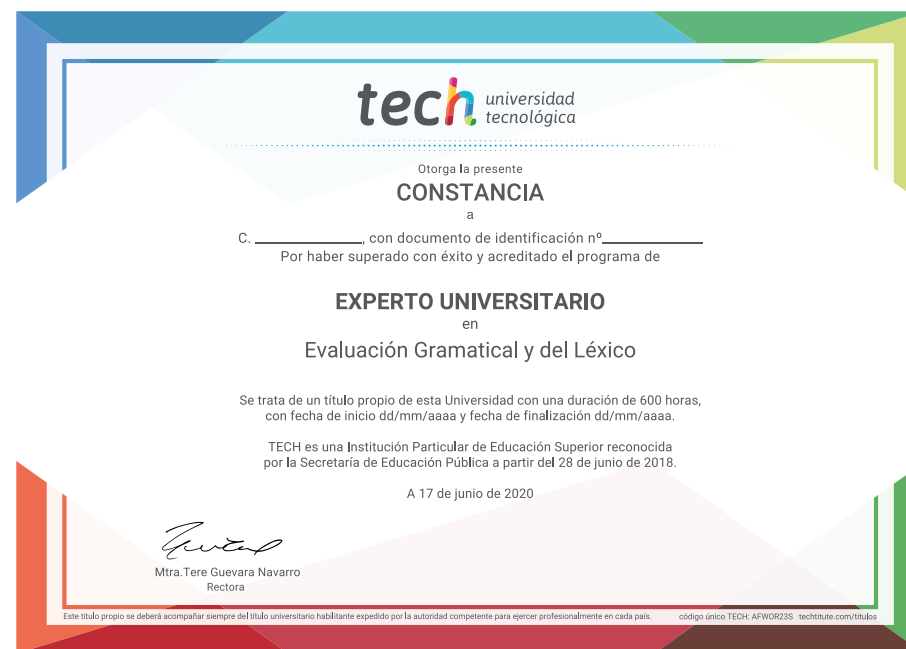 tech universidad
tecnológica
Otorga la presente
CONSTANCIA
a
C. ______________, con documento de identificación nº_____________
Por haber superado con éxito y acreditado el programa de
EXPERTO UNIVERSITARIO
en
Evaluación Gramatical y del Léxico
Se trata de un título propio de esta Universidad con una duración de 600 horas,
con fecha de inicio dd/mm/aaaa y fecha de finalización dd/mm/aaaa.
TECH es una Institución Particular de Educación Superior reconocida
por la Secretaría de Educación Pública a partir del 28 de junio de 2018.
A 17 de junio de 2020
Mtra.Tere Guevara Navarro
Rectora
Este título propio se deberá acompañar siempre del título universitario habilitante expedido por la autoridad competente para ejercer profesionalmente en cada país. código único TECH: AFWOR23S techtitute.com/titulos